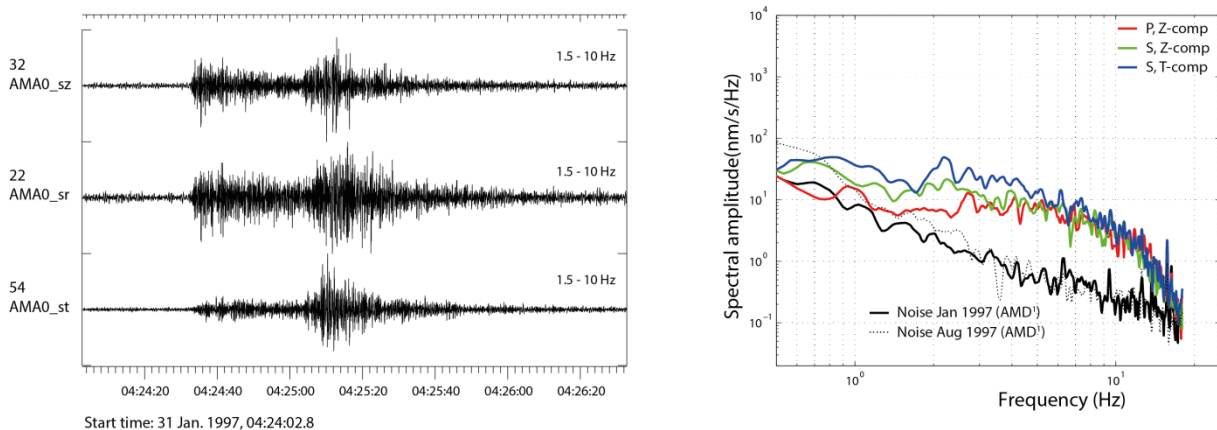 32
AMA0_sz
1.5 - 10 Hz
22
AMA0_sr
1.5 - 10 Hz
54
AMA0_st
1.5 - 10 Hz
04:24:20
04:24:40
04:25:00
04:25:20
04:25:40
04:26:00
04:26:20
Start time: 31 Jan. 1997, 04:24:02.8
Spectral amplitude(nm/s/Hz)
10⁴
10³
10²
10¹
10⁰
10⁻¹
P, Z-comp
S, Z-comp
S, T-comp
Noise Jan 1997 (AMD¹)
Noise Aug 1997 (AMD¹)
10⁰
10¹
Frequency (Hz)